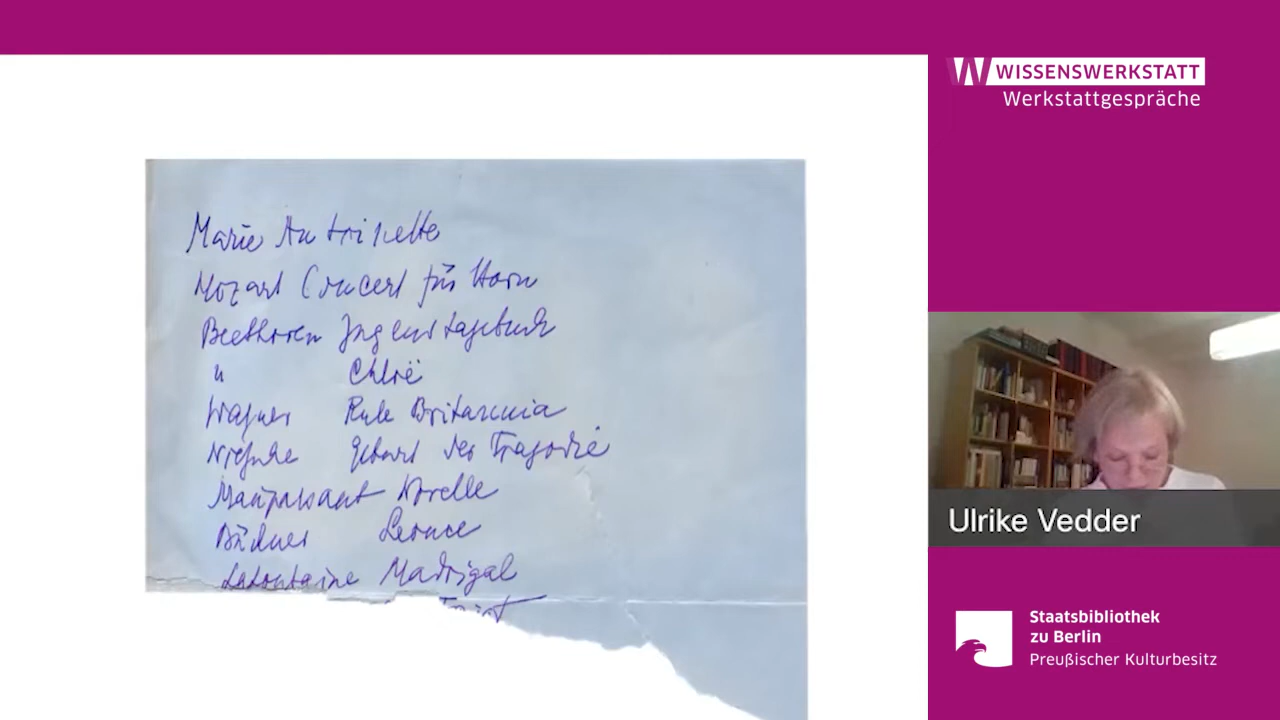 WISSENSWERKSTATT
Werkstattgespräche
Marie Antoinette
Mozart Concert für Horn
Beethoven Jugendtagebuch
" Chloë
Wagner Rule Britannia
Nietzsche Geburt der Tragödie
Maupassant Novelle
Büchner Leonce
Lafontaine Madrigal
Ulrike Vedder
Staatsbibliothek
zu Berlin
Preußischer Kulturbesitz